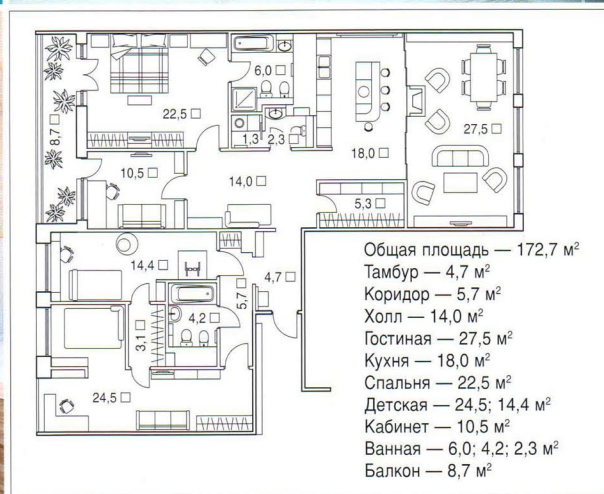 6,0 □
22,5 □
8,7 □
1,3
2,3
27,5 □
18,0 □
10,5 □
14,0 □
5,3 □
14,4 □
4,7 □
5,7 □
4,2 □
3,1 □
24,5 □
Общая площадь — 172,7 м²
Тамбур — 4,7 м²
Коридор — 5,7 м²
Холл — 14,0 м²
Гостиная — 27,5 м²
Кухня — 18,0 м²
Спальня — 22,5 м²
Детская — 24,5; 14,4 м²
Кабинет — 10,5 м²
Ванная — 6,0; 4,2; 2,3 м²
Балкон — 8,7 м²